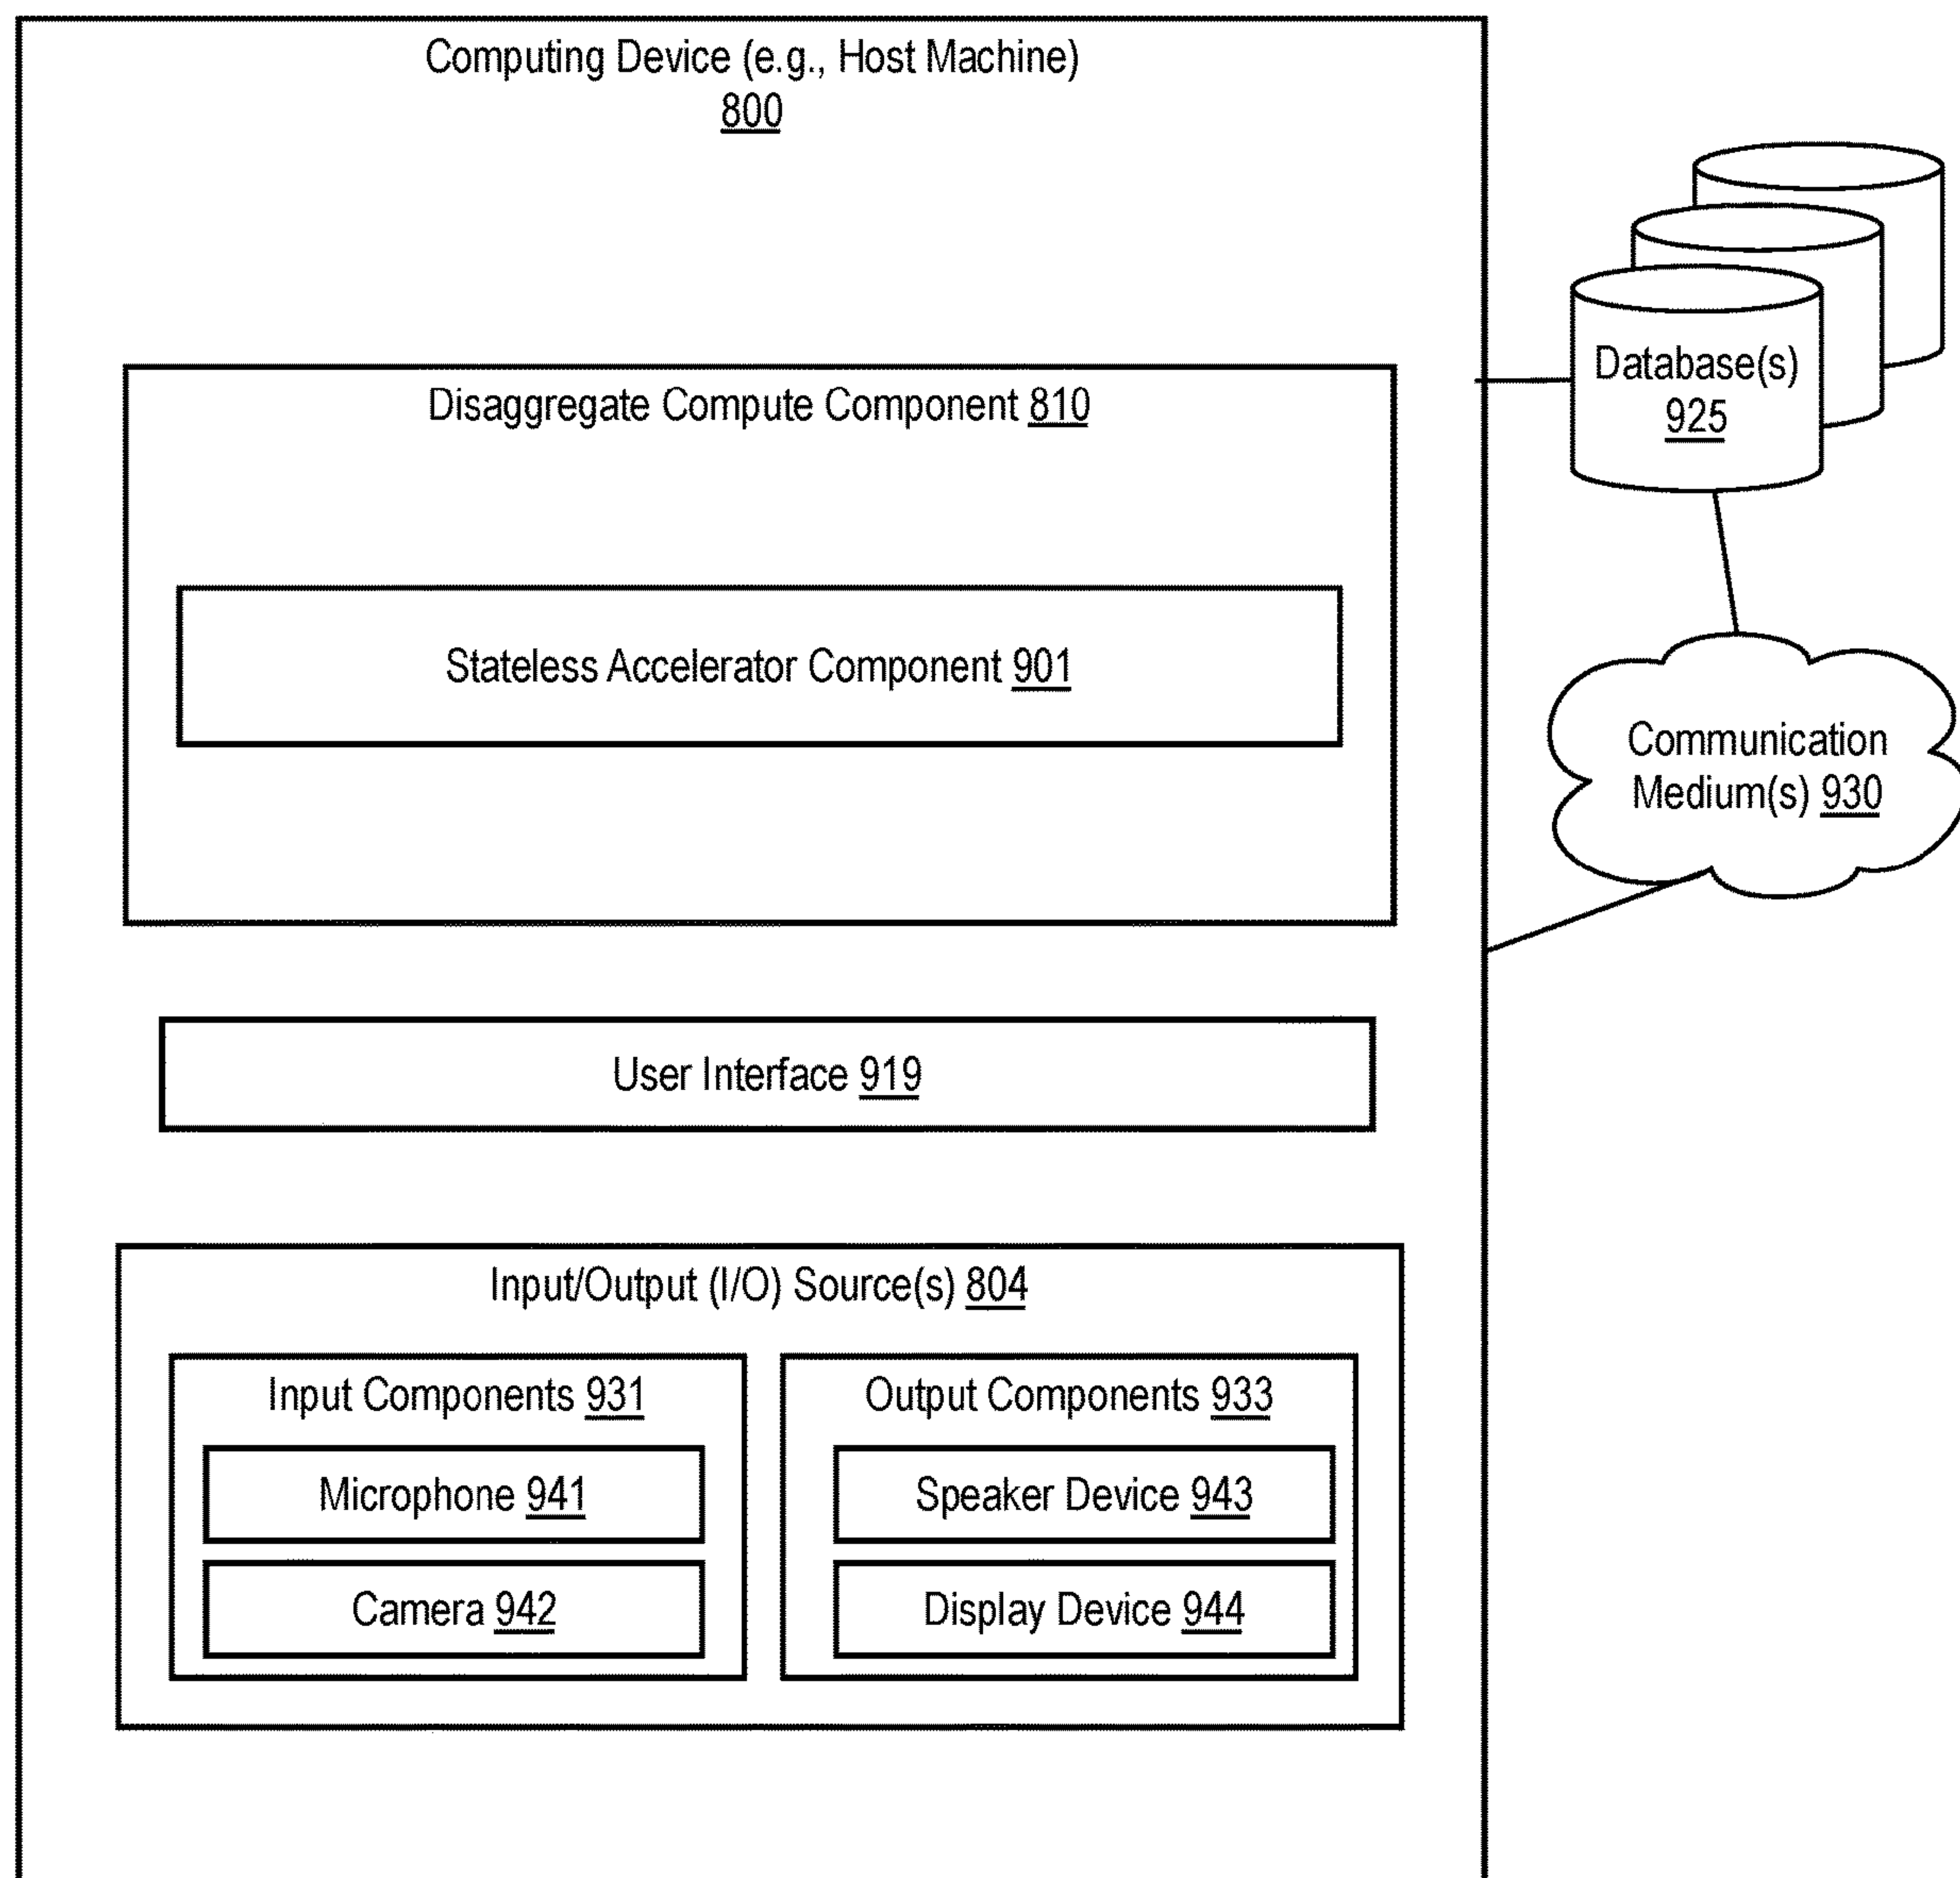 Computing Device (e.g., Host Machine)
800
Disaggregate Compute Component 810
Stateless Accelerator Component 901
Database(s)
925
Communication
Medium(s) 930
User Interface 919
Input/Output (I/O) Source(s) 804
Input Components 931
Microphone 941
Camera 942
Output Components 933
Speaker Device 943
Display Device 944